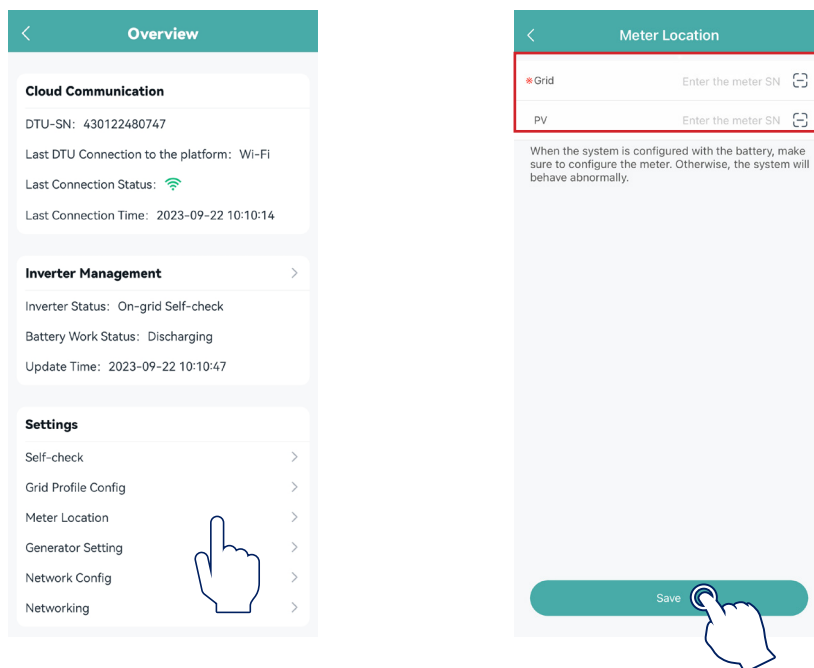 Overview
Cloud Communication
DTU-SN: 430122480747
Last DTU Connection to the platform: Wi-Fi
Last Connection Status:
Last Connection Time: 2023-09-22 10:10:14
Inverter Management
Inverter Status: On-grid Self-check
Battery Work Status: Discharging
Update Time: 2023-09-22 10:10:47
Settings
Self-check
Grid Profile Config
Meter Location
Generator Setting
Network Config
Networking
Meter Location
※Grid Enter the meter SN
PV Enter the meter SN
When the system is configured with the battery, make
sure to configure the meter. Otherwise, the system will
behave abnormally.
Save